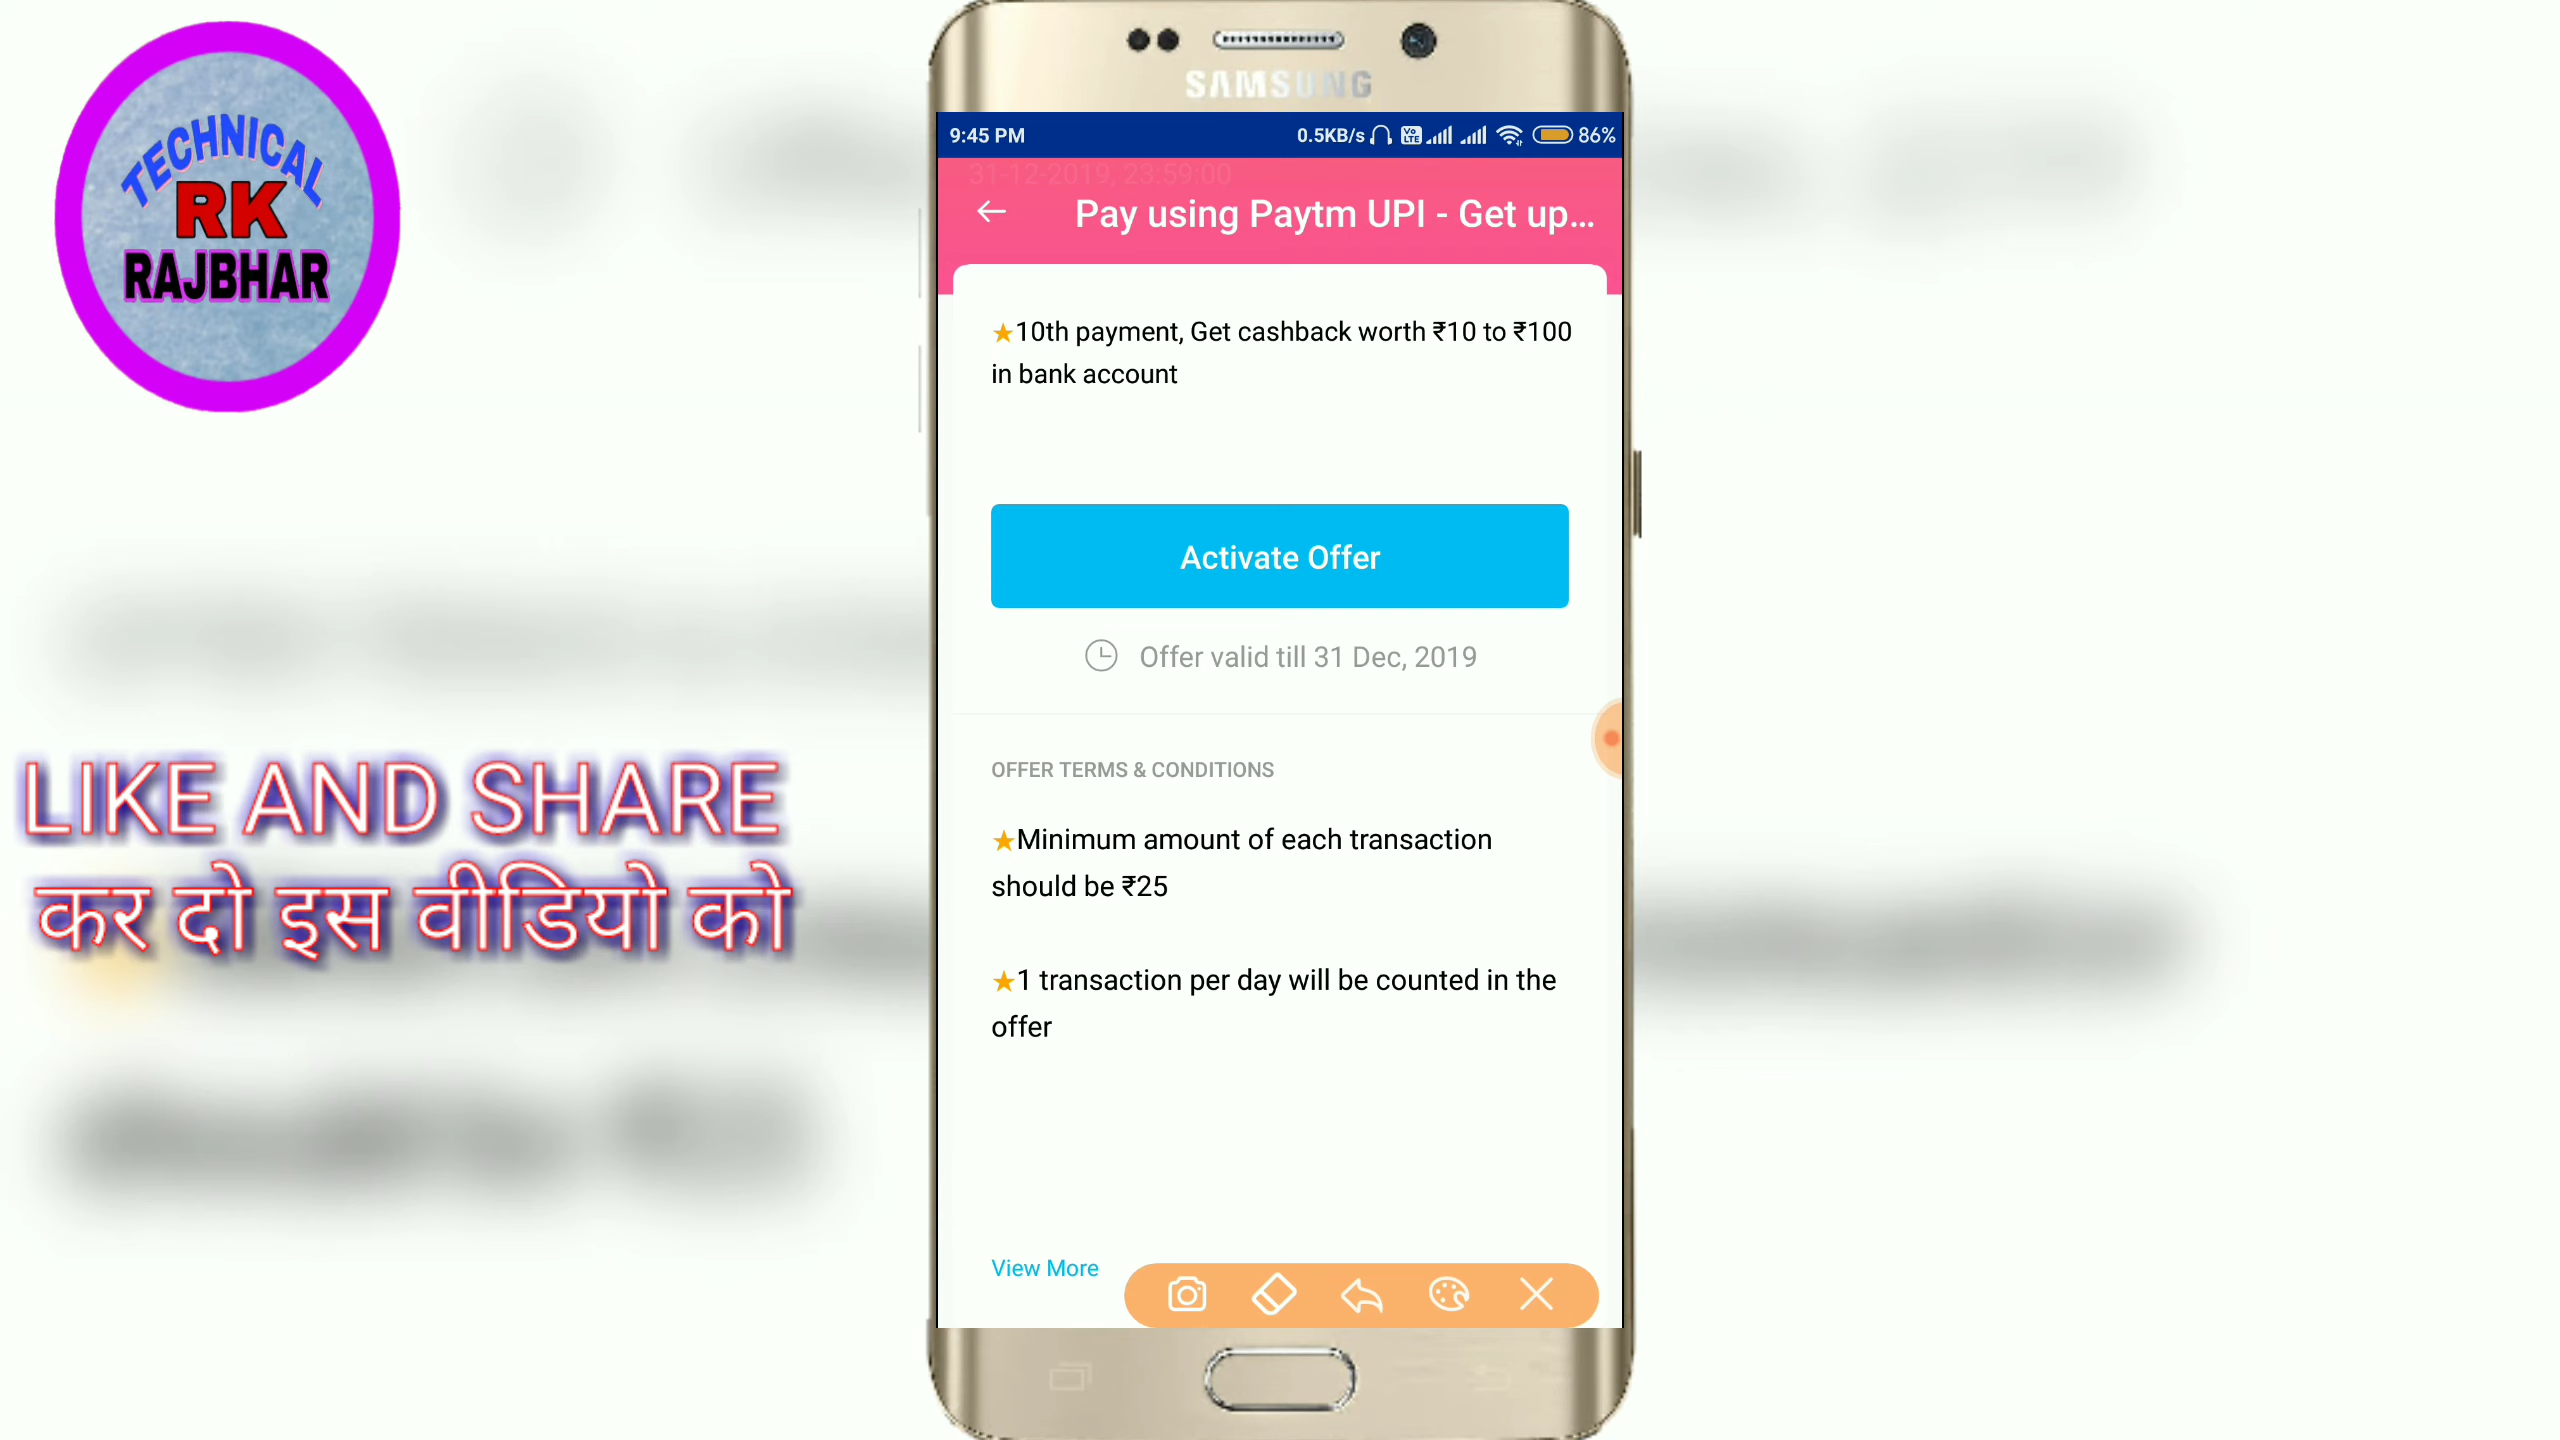 TECHNICAL
RK
RAJBHAR
LIKE AND SHARE
कर दो इस वीडियो को
SAMSUNG
9:45 PM
0.5KB/s Vo LTE 86%
31-12-2019, 23:59:00
Pay using Paytm UPI - Get up...
★10th payment, Get cashback worth ₹10 to ₹100
in bank account
Activate Offer
Offer valid till 31 Dec, 2019
OFFER TERMS & CONDITIONS
★Minimum amount of each transaction
should be ₹25
★1 transaction per day will be counted in the
offer
View More